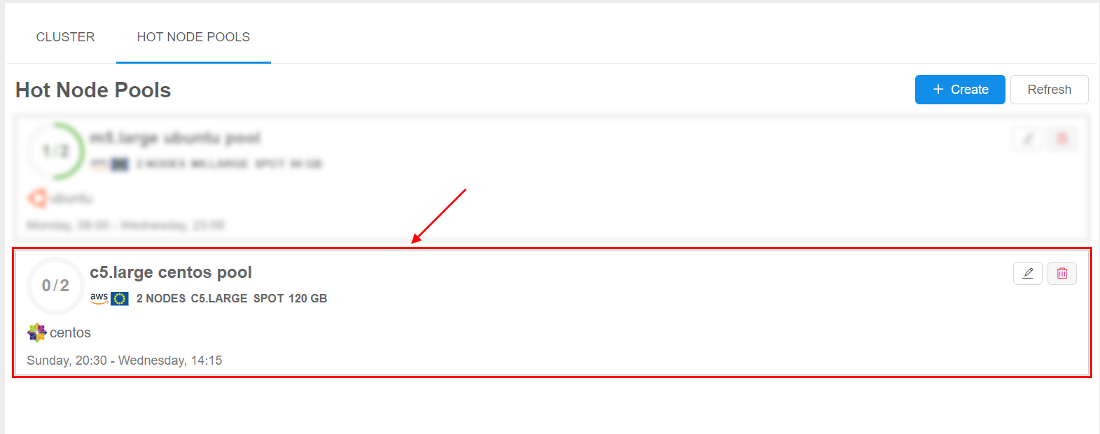 CLUSTER HOT NODE POOLS
Hot Node Pools
+ Create Refresh
1/2 m5.large ubuntu pool
2 NODES M5.LARGE SPOT
ubuntu
Monday, 08:00 - Wednesday, 23:59
0/2 c5.large centos pool
aws 2 NODES C5.LARGE SPOT 120 GB
centos
Sunday, 20:30 - Wednesday, 14:15